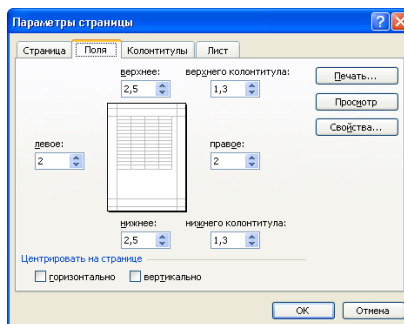 Параметры страницы
Страница Поля Колонтитулы Лист
верхнее: верхнего колонтитула:
2,5 1,3
Печать...
Просмотр
Свойства...
левое: правое:
2 2
нижнее: нижнего колонтитула:
2,5 1,3
Центрировать на странице
горизонтально вертикально
ОК Отмена